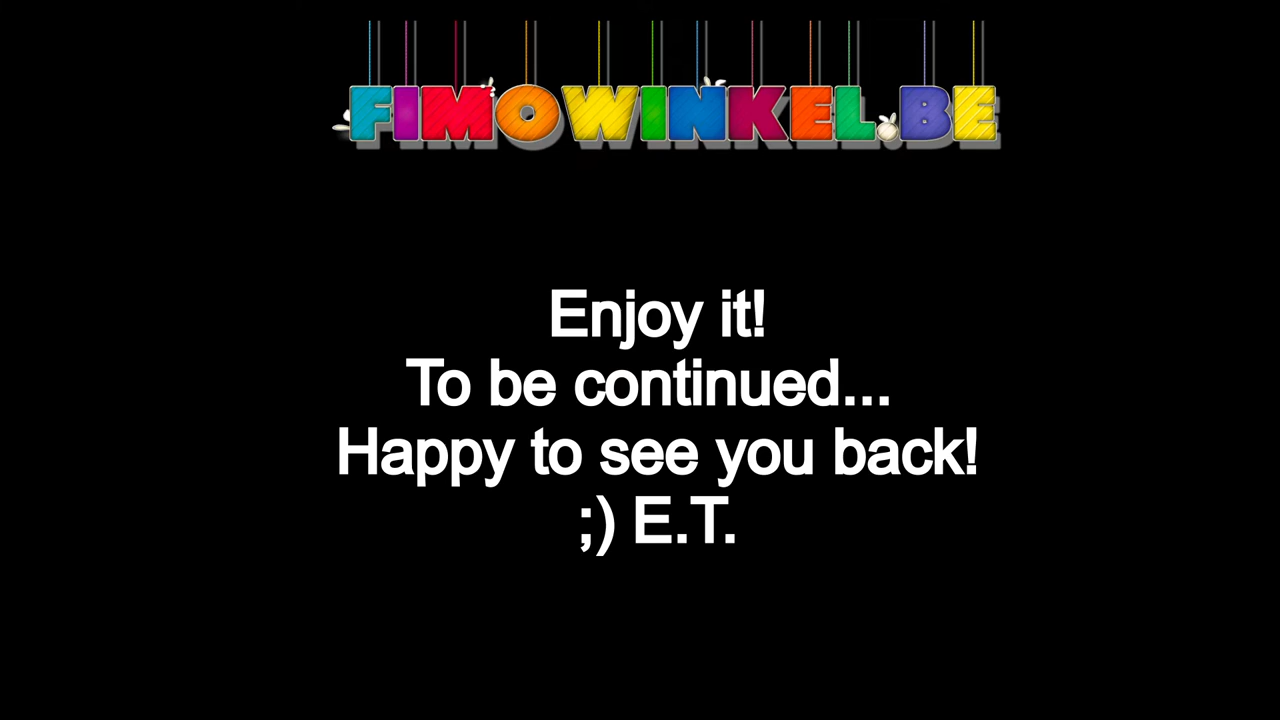 FIMOWINKEL.BE
Enjoy it!
To be continued...
Happy to see you back!
;) E.T.